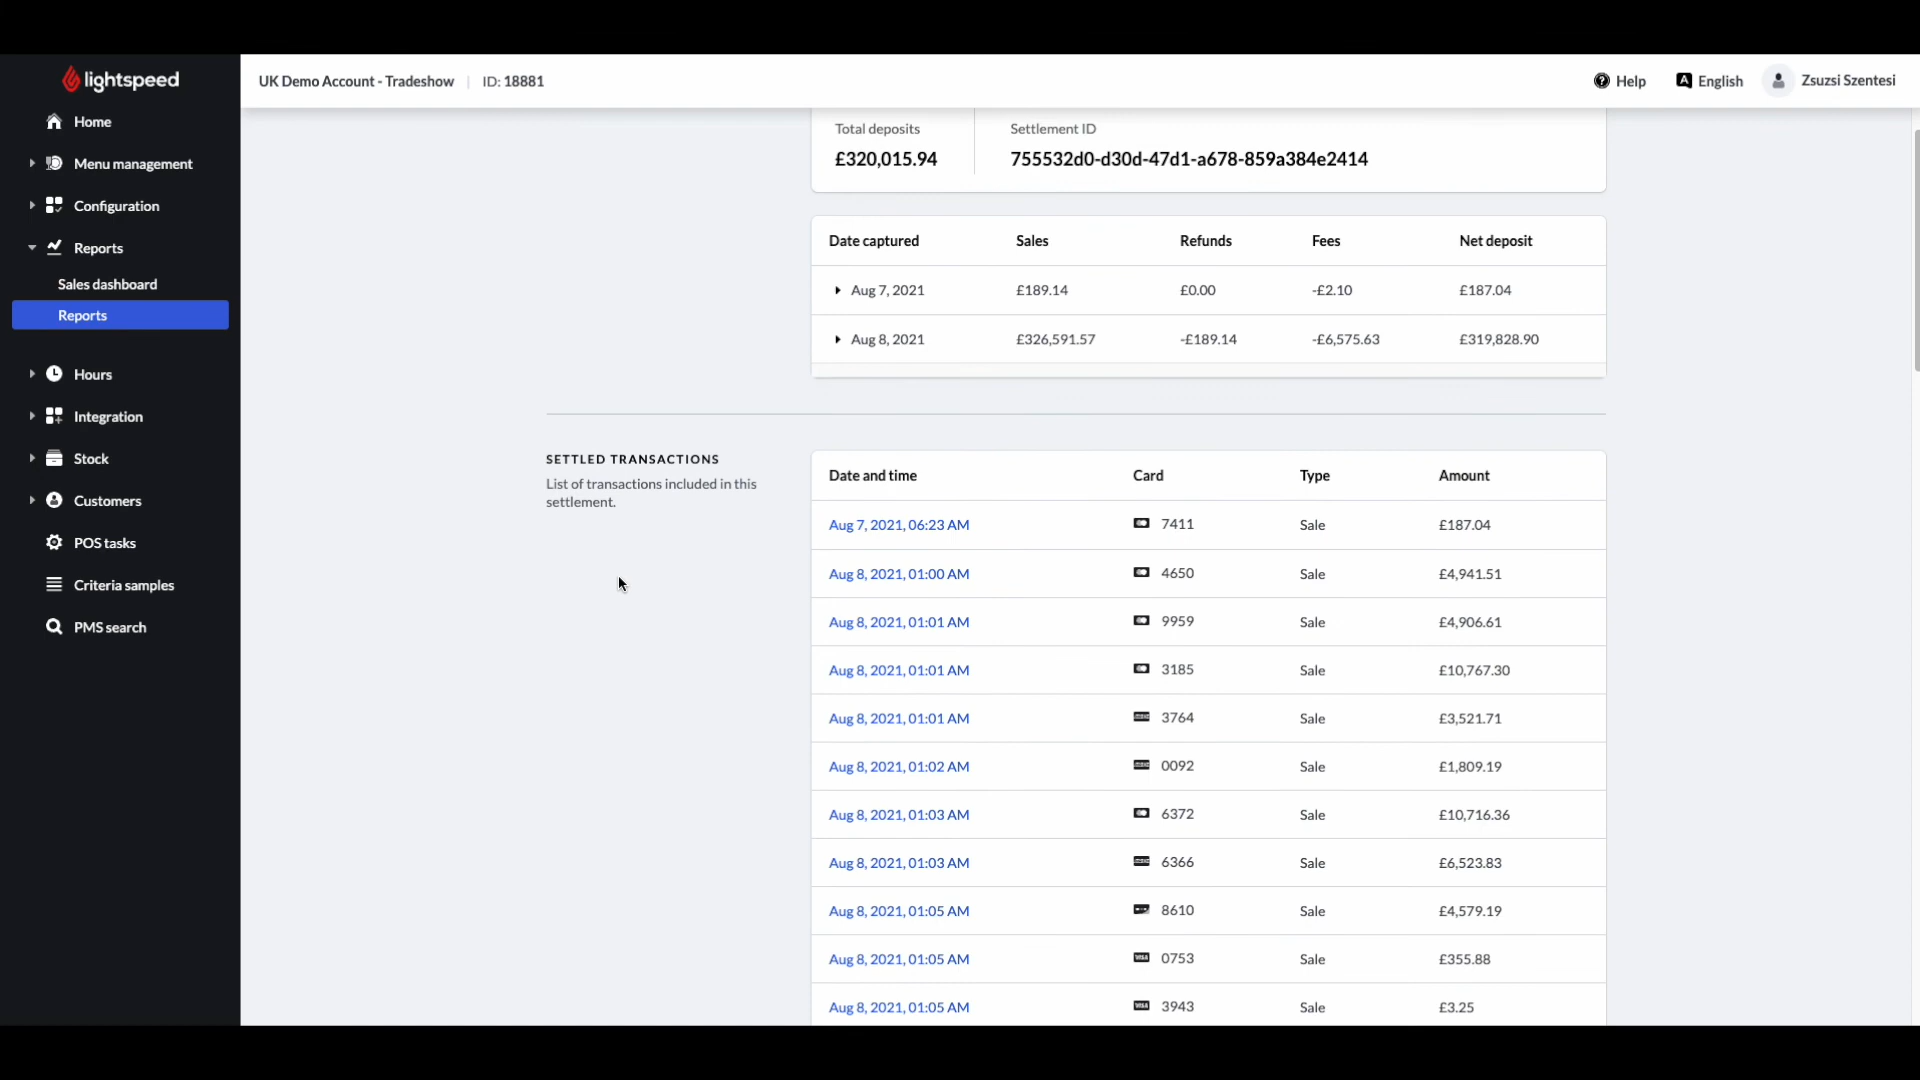 lightspeed
UK Demo Account - Tradeshow | ID: 18881
Help
English
Zsuzsi Szentesi
Home
Menu management
Configuration
Reports
Sales dashboard
Reports
Hours
Integration
Stock
Customers
POS tasks
Criteria samples
PMS search
Total deposits
£320,015.94
Settlement ID
755532d0-d30d-47d1-a678-859a384e2414
Date captured Sales Refunds Fees Net deposit
Aug 7, 2021 £189.14 £0.00 -£2.10 £187.04
Aug 8, 2021 £326,591.57 -£189.14 -£6,575.63 £319,828.90
SETTLED TRANSACTIONS
List of transactions included in this
settlement.
Date and time Card Type Amount
Aug 7, 2021, 06:23 AM 7411 Sale £187.04
Aug 8, 2021, 01:00 AM 4650 Sale £4,941.51
Aug 8, 2021, 01:01 AM 9959 Sale £4,906.61
Aug 8, 2021, 01:01 AM 3185 Sale £10,767.30
Aug 8, 2021, 01:01 AM 3764 Sale £3,521.71
Aug 8, 2021, 01:02 AM 0092 Sale £1,809.19
Aug 8, 2021, 01:03 AM 6372 Sale £10,716.36
Aug 8, 2021, 01:03 AM 6366 Sale £6,523.83
Aug 8, 2021, 01:05 AM 8610 Sale £4,579.19
Aug 8, 2021, 01:05 AM VISA 0753 Sale £355.88
Aug 8, 2021, 01:05 AM VISA 3943 Sale £3.25